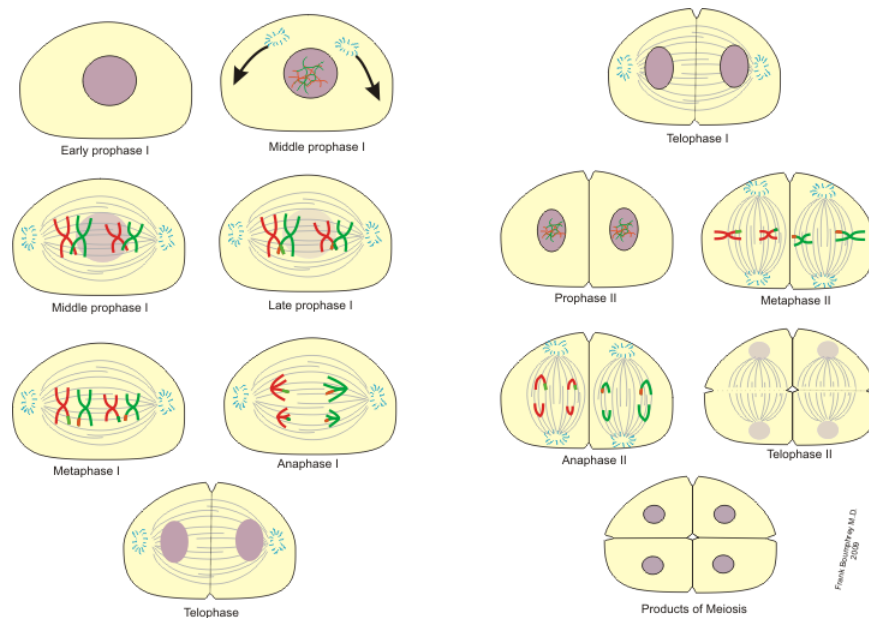 Early prophase I
Middle prophase I
Middle prophase I
Late prophase I
Metaphase I
Anaphase I
Telophase
Telophase I
Prophase II
Metaphase II
Anaphase II
Telophase II
Products of Meiosis
Frank Boumphrey M.D.
2009